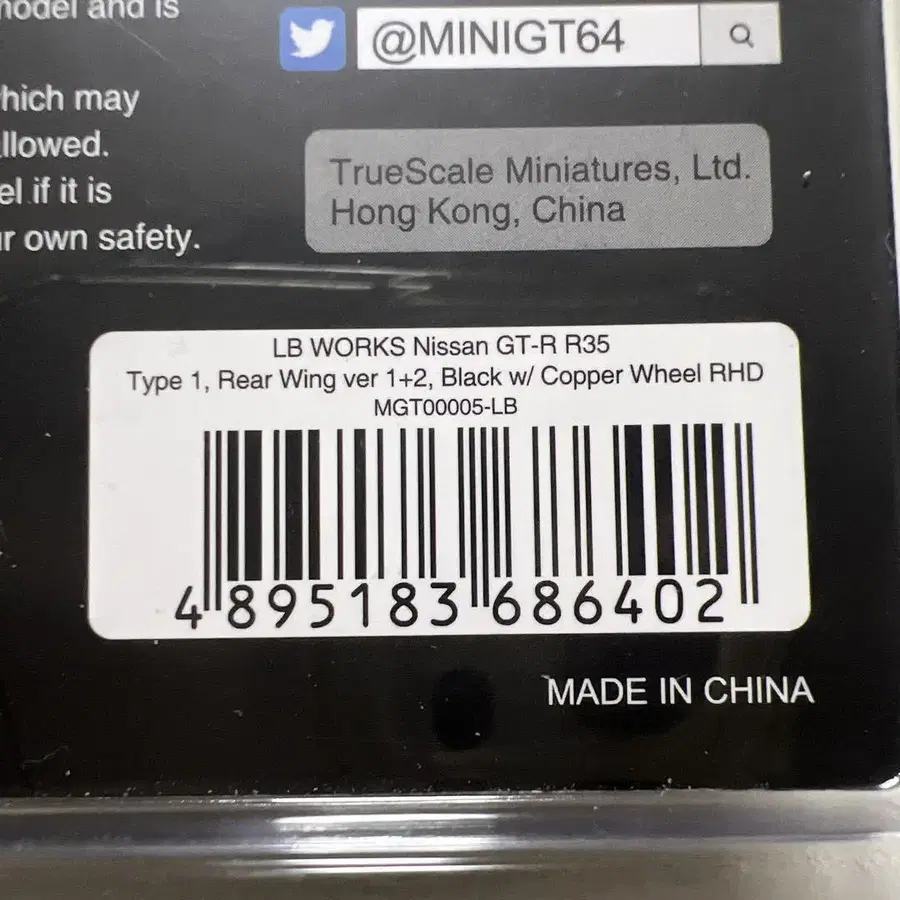 model and is
@MINIGT64
which may
allowed.
el if it is
ur own safety.
TrueScale Miniatures, Ltd.
Hong Kong, China
LB WORKS Nissan GT-R R35
Type 1, Rear Wing ver 1+2, Black w/ Copper Wheel RHD
MGT00005-LB
4 895183 686402
MADE IN CHINA